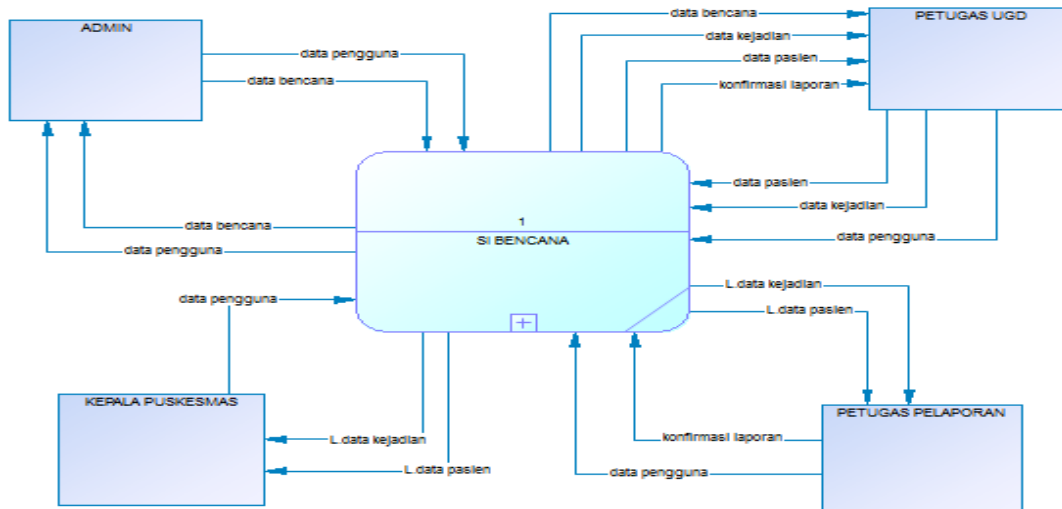 ADMIN
data pengguna
data bencana
data bencana
data kejadian
data pasien
konfirmasi laporan
PETUGAS UGD
data pasien
data kejadian
data pengguna
data bencana
data pengguna
1
SI BENCANA
data pengguna
L.data kejadian
L.data pasien
KEPALA PUSKESMAS
L.data kejadian
L.data pasien
PETUGAS PELAPORAN
konfirmasi laporan
data pengguna